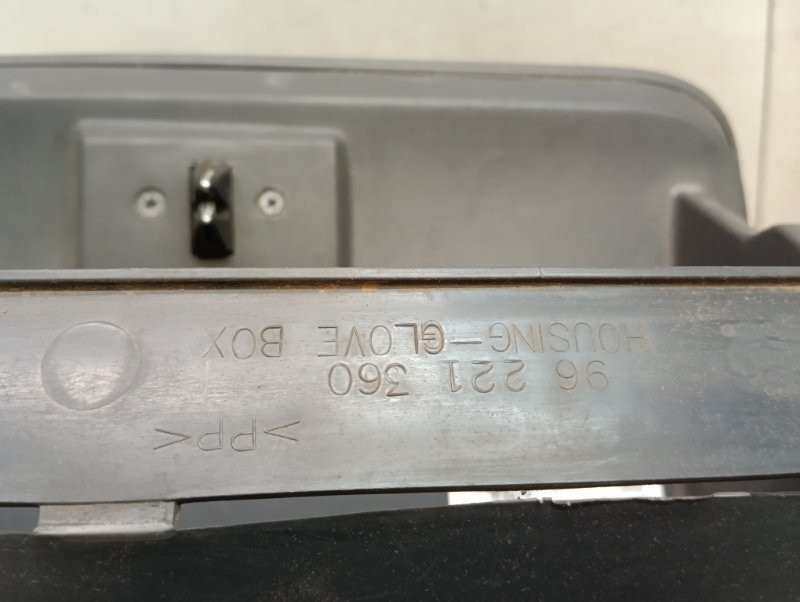 >PP<
96 221 360
HOUSING-GLOVE BOX